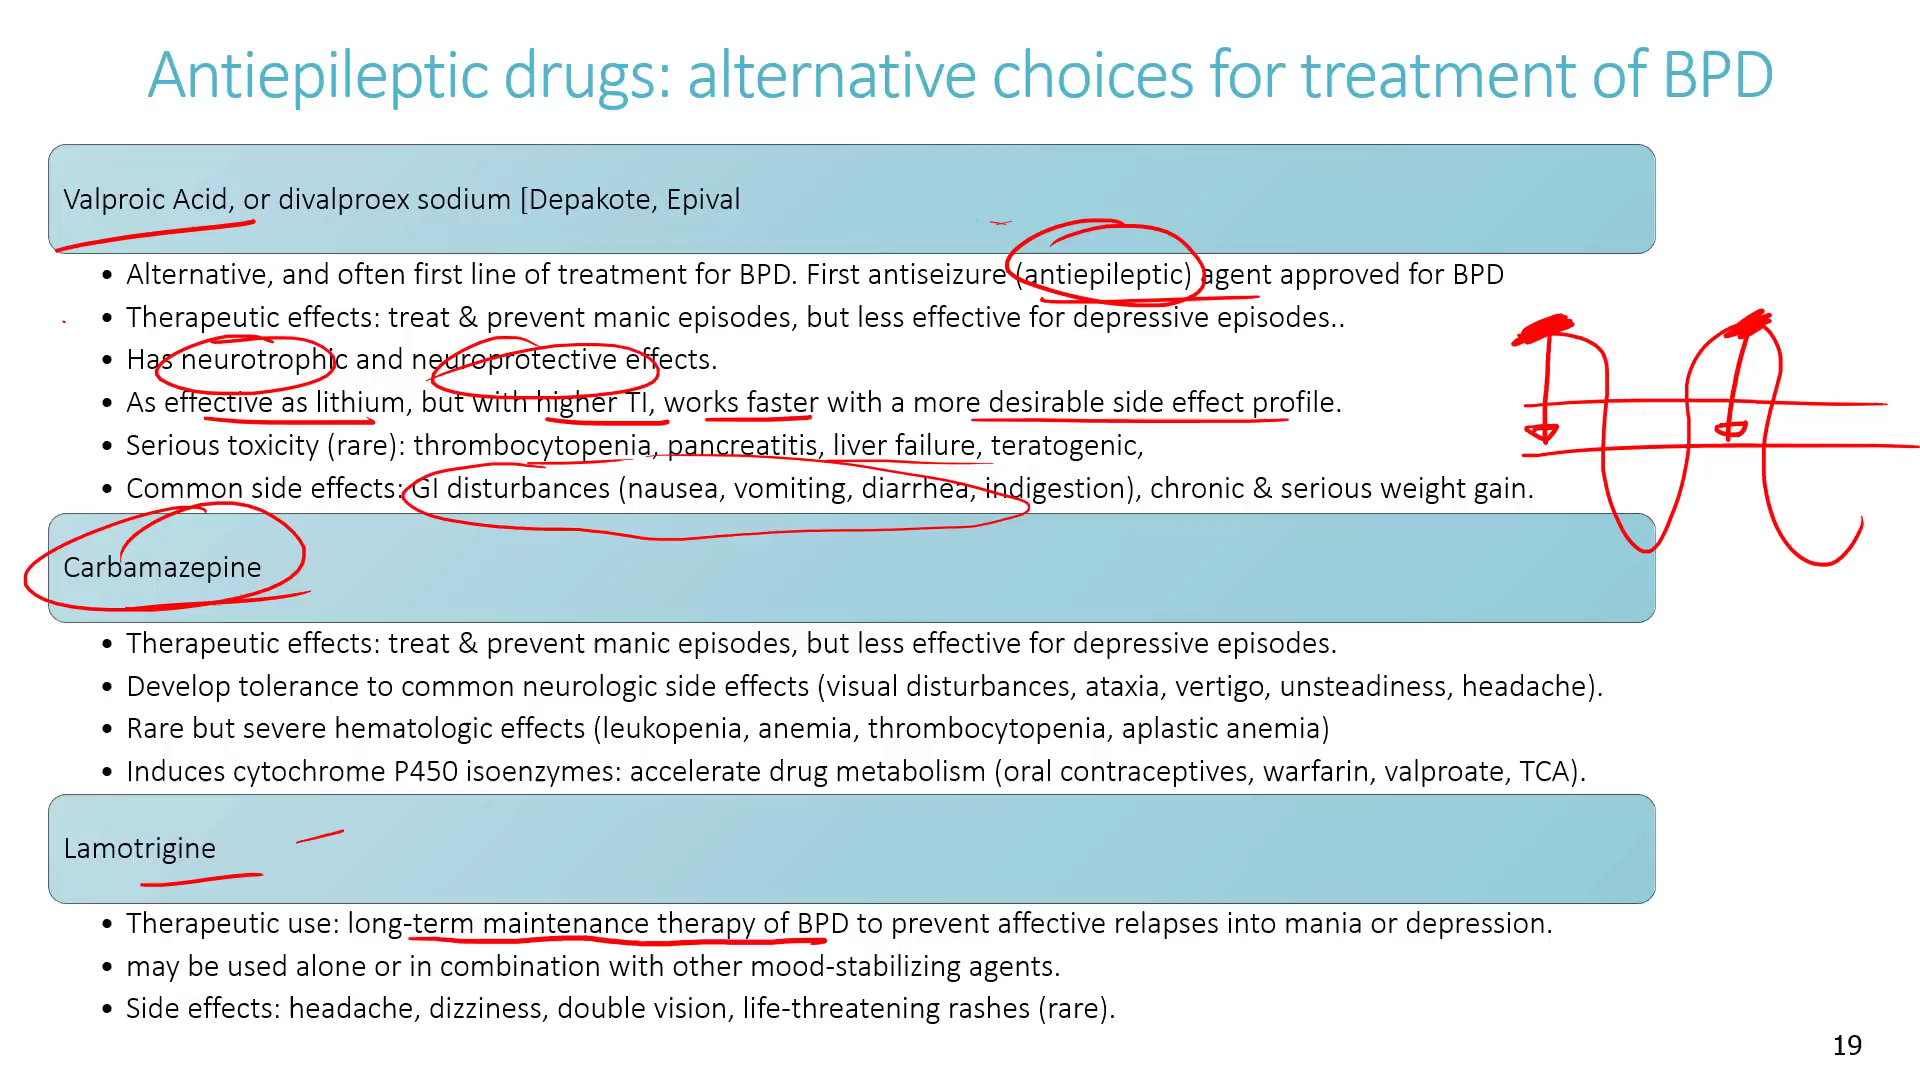 Antiepileptic drugs: alternative choices for treatment of BPD
Valproic Acid, or divalproex sodium [Depakote, Epival
• Alternative, and often first line of treatment for BPD. First antiseizure (antiepileptic) agent approved for BPD
• Therapeutic effects: treat & prevent manic episodes, but less effective for depressive episodes..
• Has neurotrophic and neuroprotective effects.
• As effective as lithium, but with higher TI, works faster with a more desirable side effect profile.
• Serious toxicity (rare): thrombocytopenia, pancreatitis, liver failure, teratogenic,
• Common side effects: GI disturbances (nausea, vomiting, diarrhea, indigestion), chronic & serious weight gain.
Carbamazepine
• Therapeutic effects: treat & prevent manic episodes, but less effective for depressive episodes.
• Develop tolerance to common neurologic side effects (visual disturbances, ataxia, vertigo, unsteadiness, headache).
• Rare but severe hematologic effects (leukopenia, anemia, thrombocytopenia, aplastic anemia)
• Induces cytochrome P450 isoenzymes: accelerate drug metabolism (oral contraceptives, warfarin, valproate, TCA).
Lamotrigine
• Therapeutic use: long-term maintenance therapy of BPD to prevent affective relapses into mania or depression.
• may be used alone or in combination with other mood-stabilizing agents.
• Side effects: headache, dizziness, double vision, life-threatening rashes (rare).
19